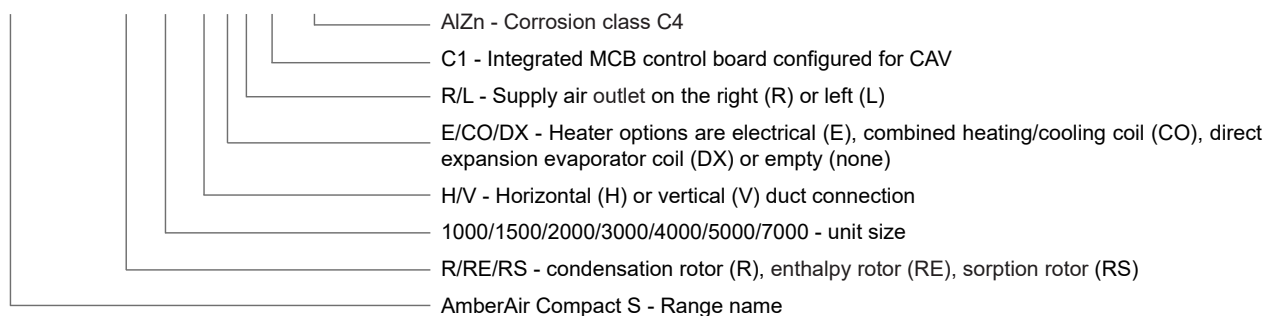 AlZn - Corrosion class C4
C1 - Integrated MCB control board configured for CAV
R/L - Supply air outlet on the right (R) or left (L)
E/CO/DX - Heater options are electrical (E), combined heating/cooling coil (CO), direct
expansion evaporator coil (DX) or empty (none)
H/V - Horizontal (H) or vertical (V) duct connection
1000/1500/2000/3000/4000/5000/7000 - unit size
R/RE/RS - condensation rotor (R), enthalpy rotor (RE), sorption rotor (RS)
AmberAir Compact S - Range name